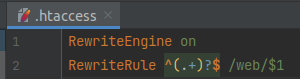 .htaccess
1 RewriteEngine on
2 RewriteRule ^(.+)?$ /web/$1